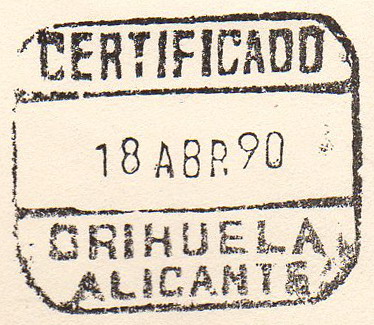 CERTIFICADO
18 ABR. 90
ORIHUELA
ALICANTE